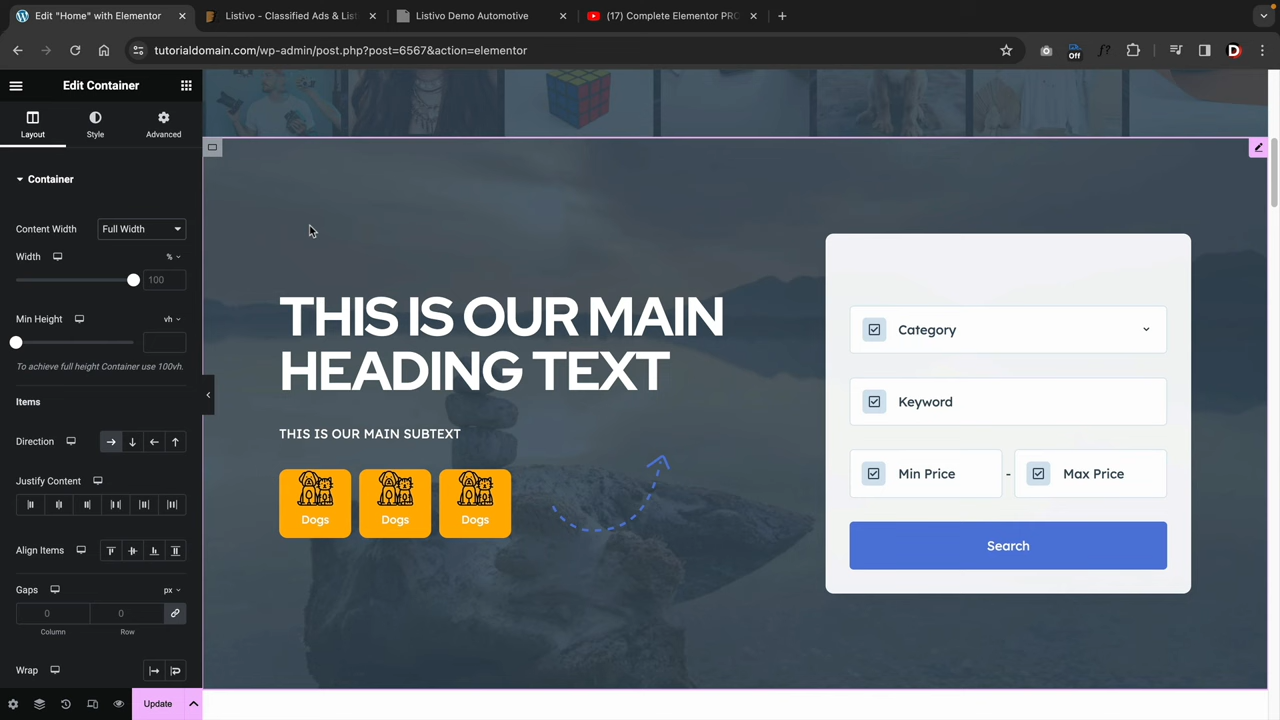 Edit "Home" with Elementor
Listivo - Classified Ads & List
Listivo Demo Automotive
(17) Complete Elementor PRO
tutorialdomain.com/wp-admin/post.php?post=6567&action=elementor
Off
f?
D
Edit Container
Layout
Style
Advanced
Container
Content Width
Full Width
Width
%
100
Min Height
vh
To achieve full height Container use 100vh.
Items
Direction
Justify Content
Align Items
Gaps
px
0
0
Column
Row
Wrap
Update
THIS IS OUR MAIN
HEADING TEXT
THIS IS OUR MAIN SUBTEXT
Dogs
Dogs
Dogs
Category
Keyword
Min Price
-
Max Price
Search